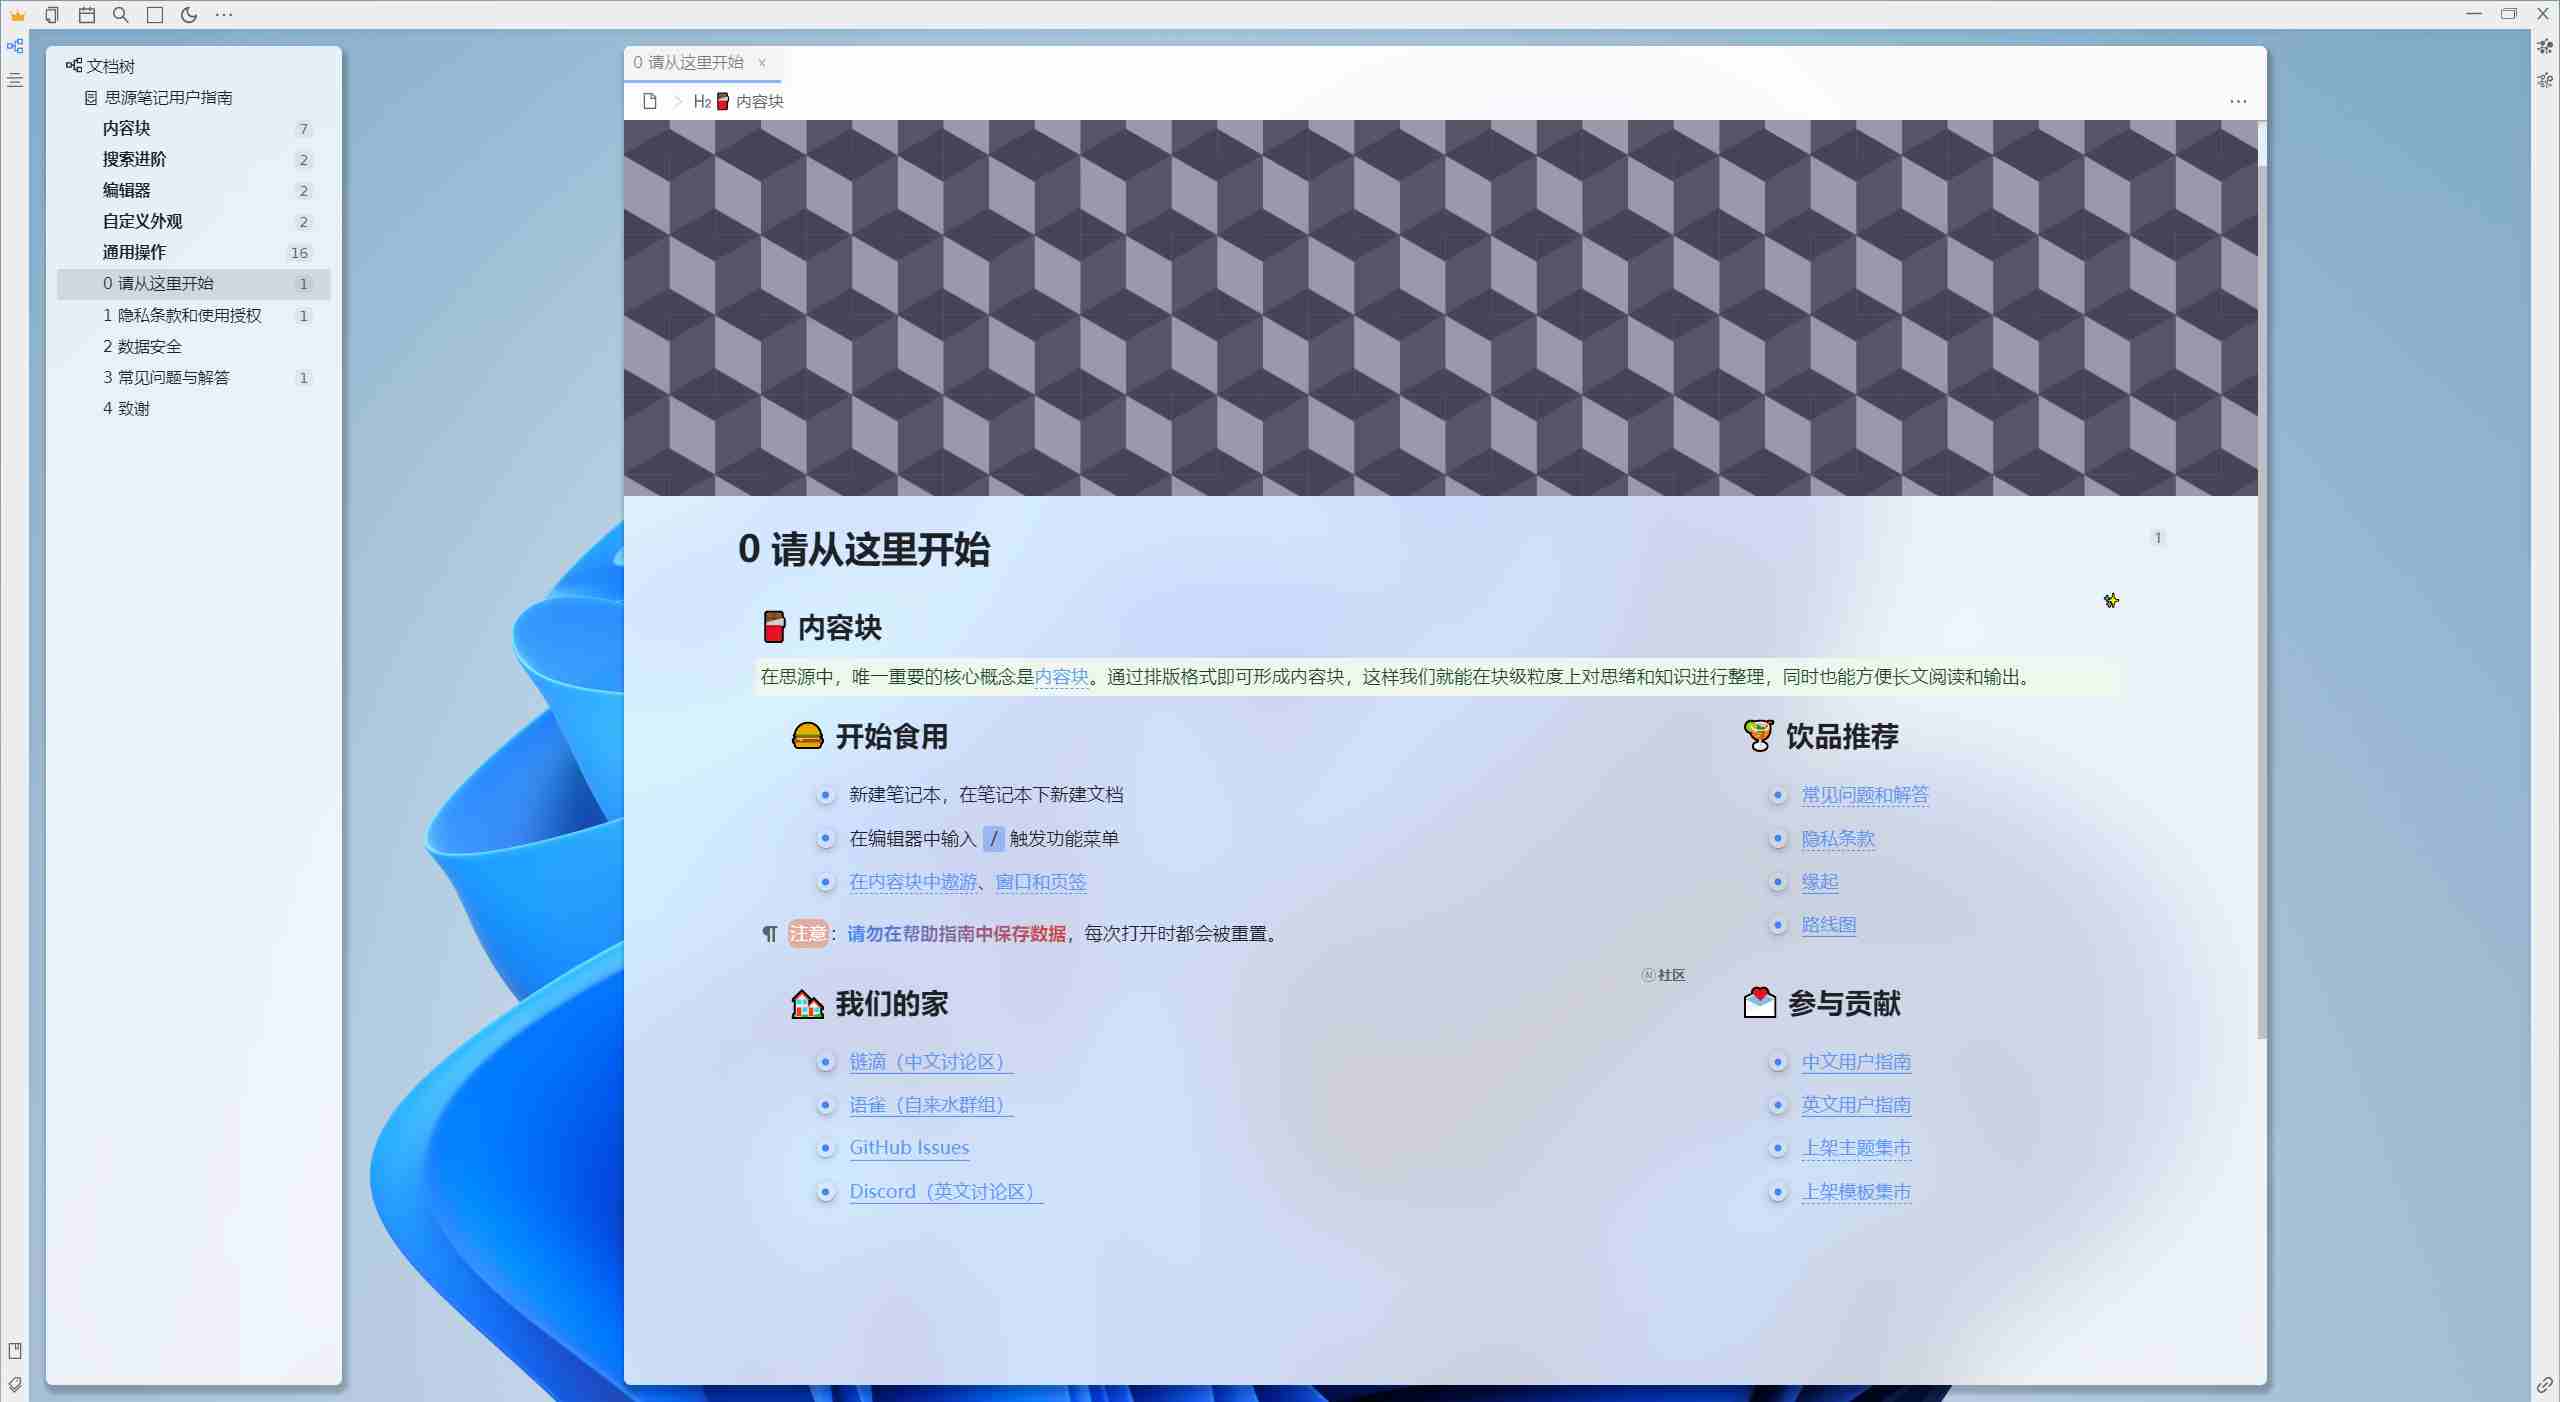 文档树
思源笔记用户指南
内容块 7
搜索进阶 2
编辑器 2
自定义外观 2
通用操作 16
0 请从这里开始 1
1 隐私条款和使用授权 1
2 数据安全
3 常见问题与解答 1
4 致谢
0 请从这里开始
H2 内容块
0 请从这里开始
1
内容块
在思源中，唯一重要的核心概念是内容块。通过排版格式即可形成内容块，这样我们就能在块级粒度上对思绪和知识进行整理，同时也能方便长文阅读和输出。
开始食用
新建笔记本，在笔记本下新建文档
在编辑器中输入 / 触发功能菜单
在内容块中遨游、窗口和页签
饮品推荐
常见问题和解答
隐私条款
缘起
路线图
¶ 注意：请勿在帮助指南中保存数据，每次打开时都会被重置。
社区
我们的家
链滴（中文讨论区）
语雀（自来水群组）
GitHub Issues
Discord（英文讨论区）
参与贡献
中文用户指南
英文用户指南
上架主题集市
上架模板集市